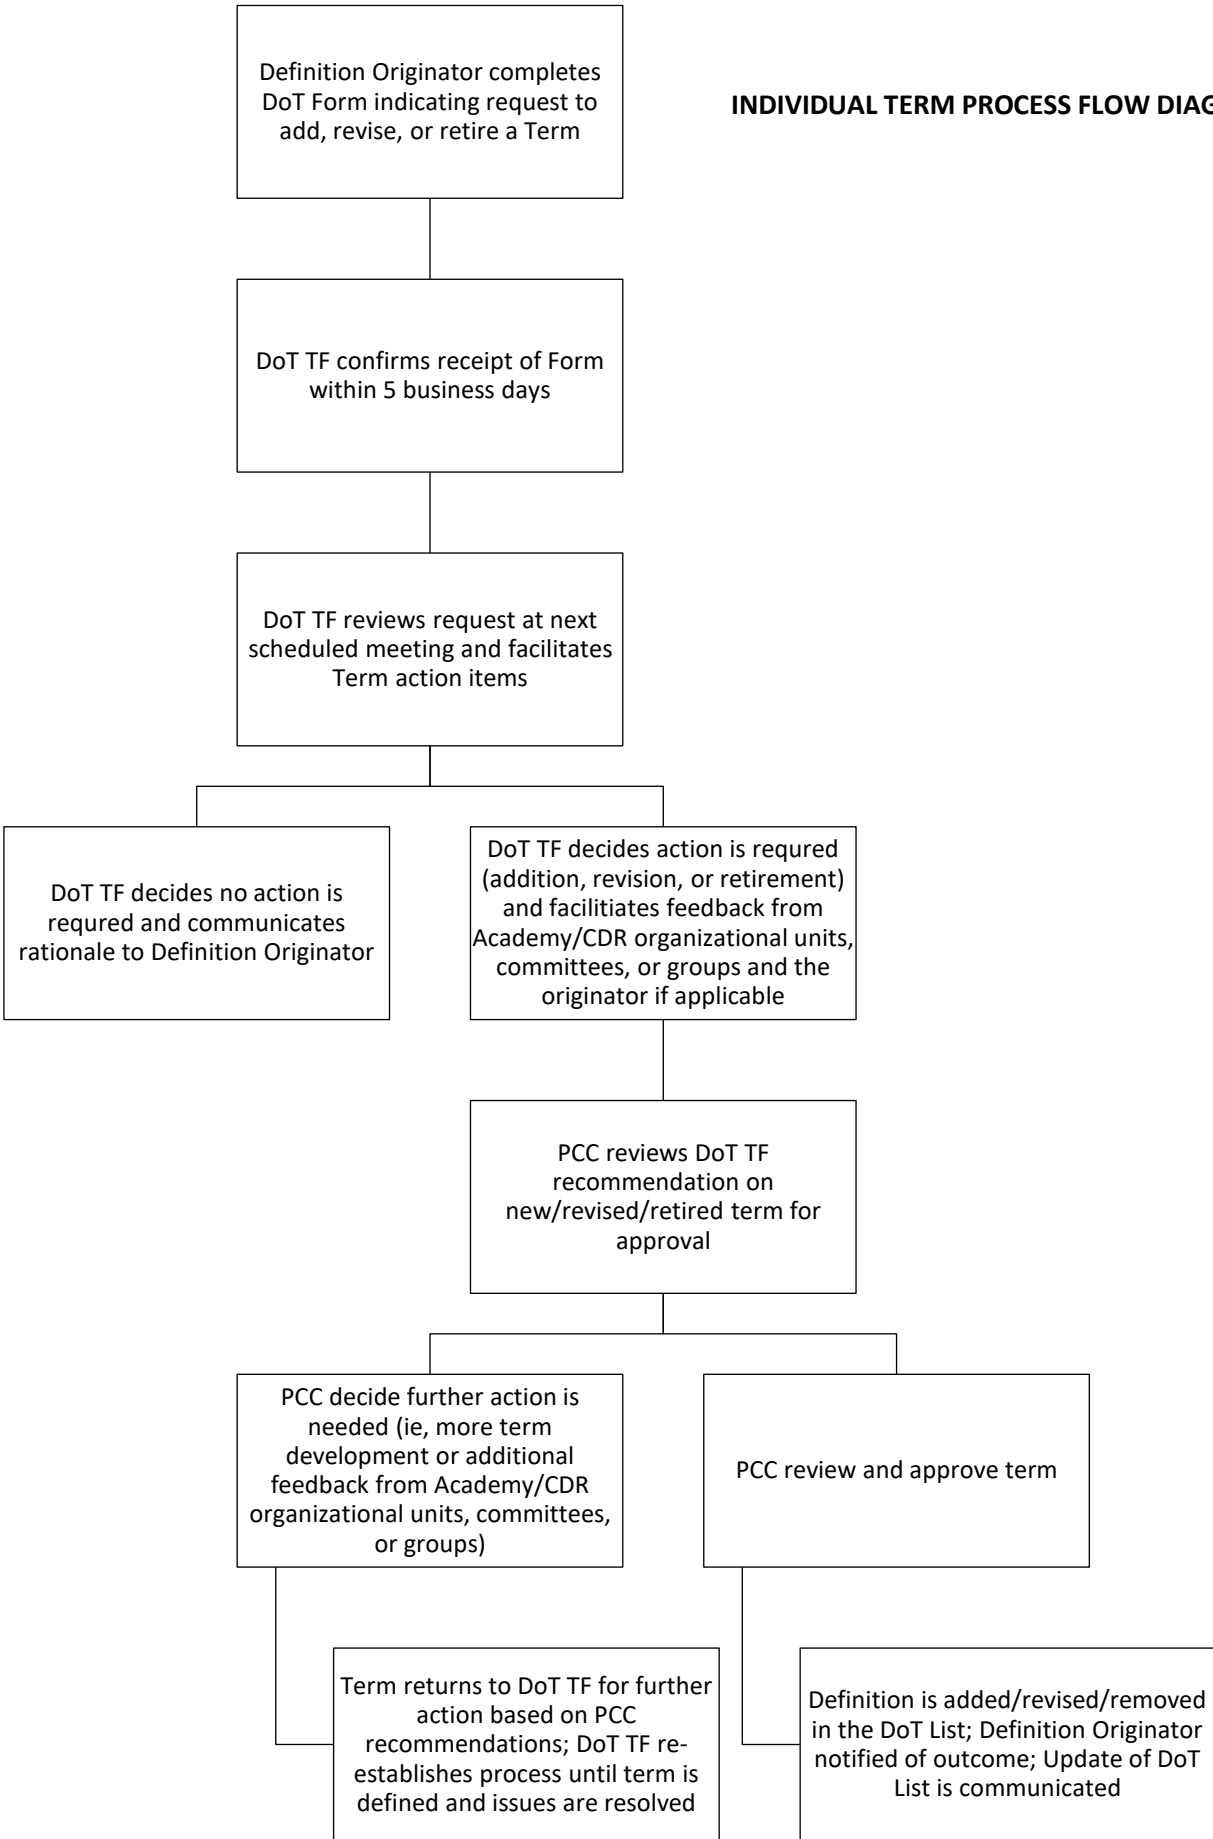 Definition Originator completes
DoT Form indicating request to
add, revise, or retire a Term
INDIVIDUAL TERM PROCESS FLOW DIAG
DoT TF confirms receipt of Form
within 5 business days
DoT TF reviews request at next
scheduled meeting and facilitates
Term action items
DoT TF decides no action is
requred and communicates
rationale to Definition Originator
DoT TF decides action is requred
(addition, revision, or retirement)
and facilitiates feedback from
Academy/CDR organizational units,
committees, or groups and the
originator if applicable
PCC reviews DoT TF
recommendation on
new/revised/retired term for
approval
PCC decide further action is
needed (ie, more term
development or additional
feedback from Academy/CDR
organizational units, committees,
or groups)
PCC review and approve term
Term returns to DoT TF for further
action based on PCC
recommendations; DoT TF re-
establishes process until term is
defined and issues are resolved
Definition is added/revised/removed
in the DoT List; Definition Originator
notified of outcome; Update of DoT
List is communicated